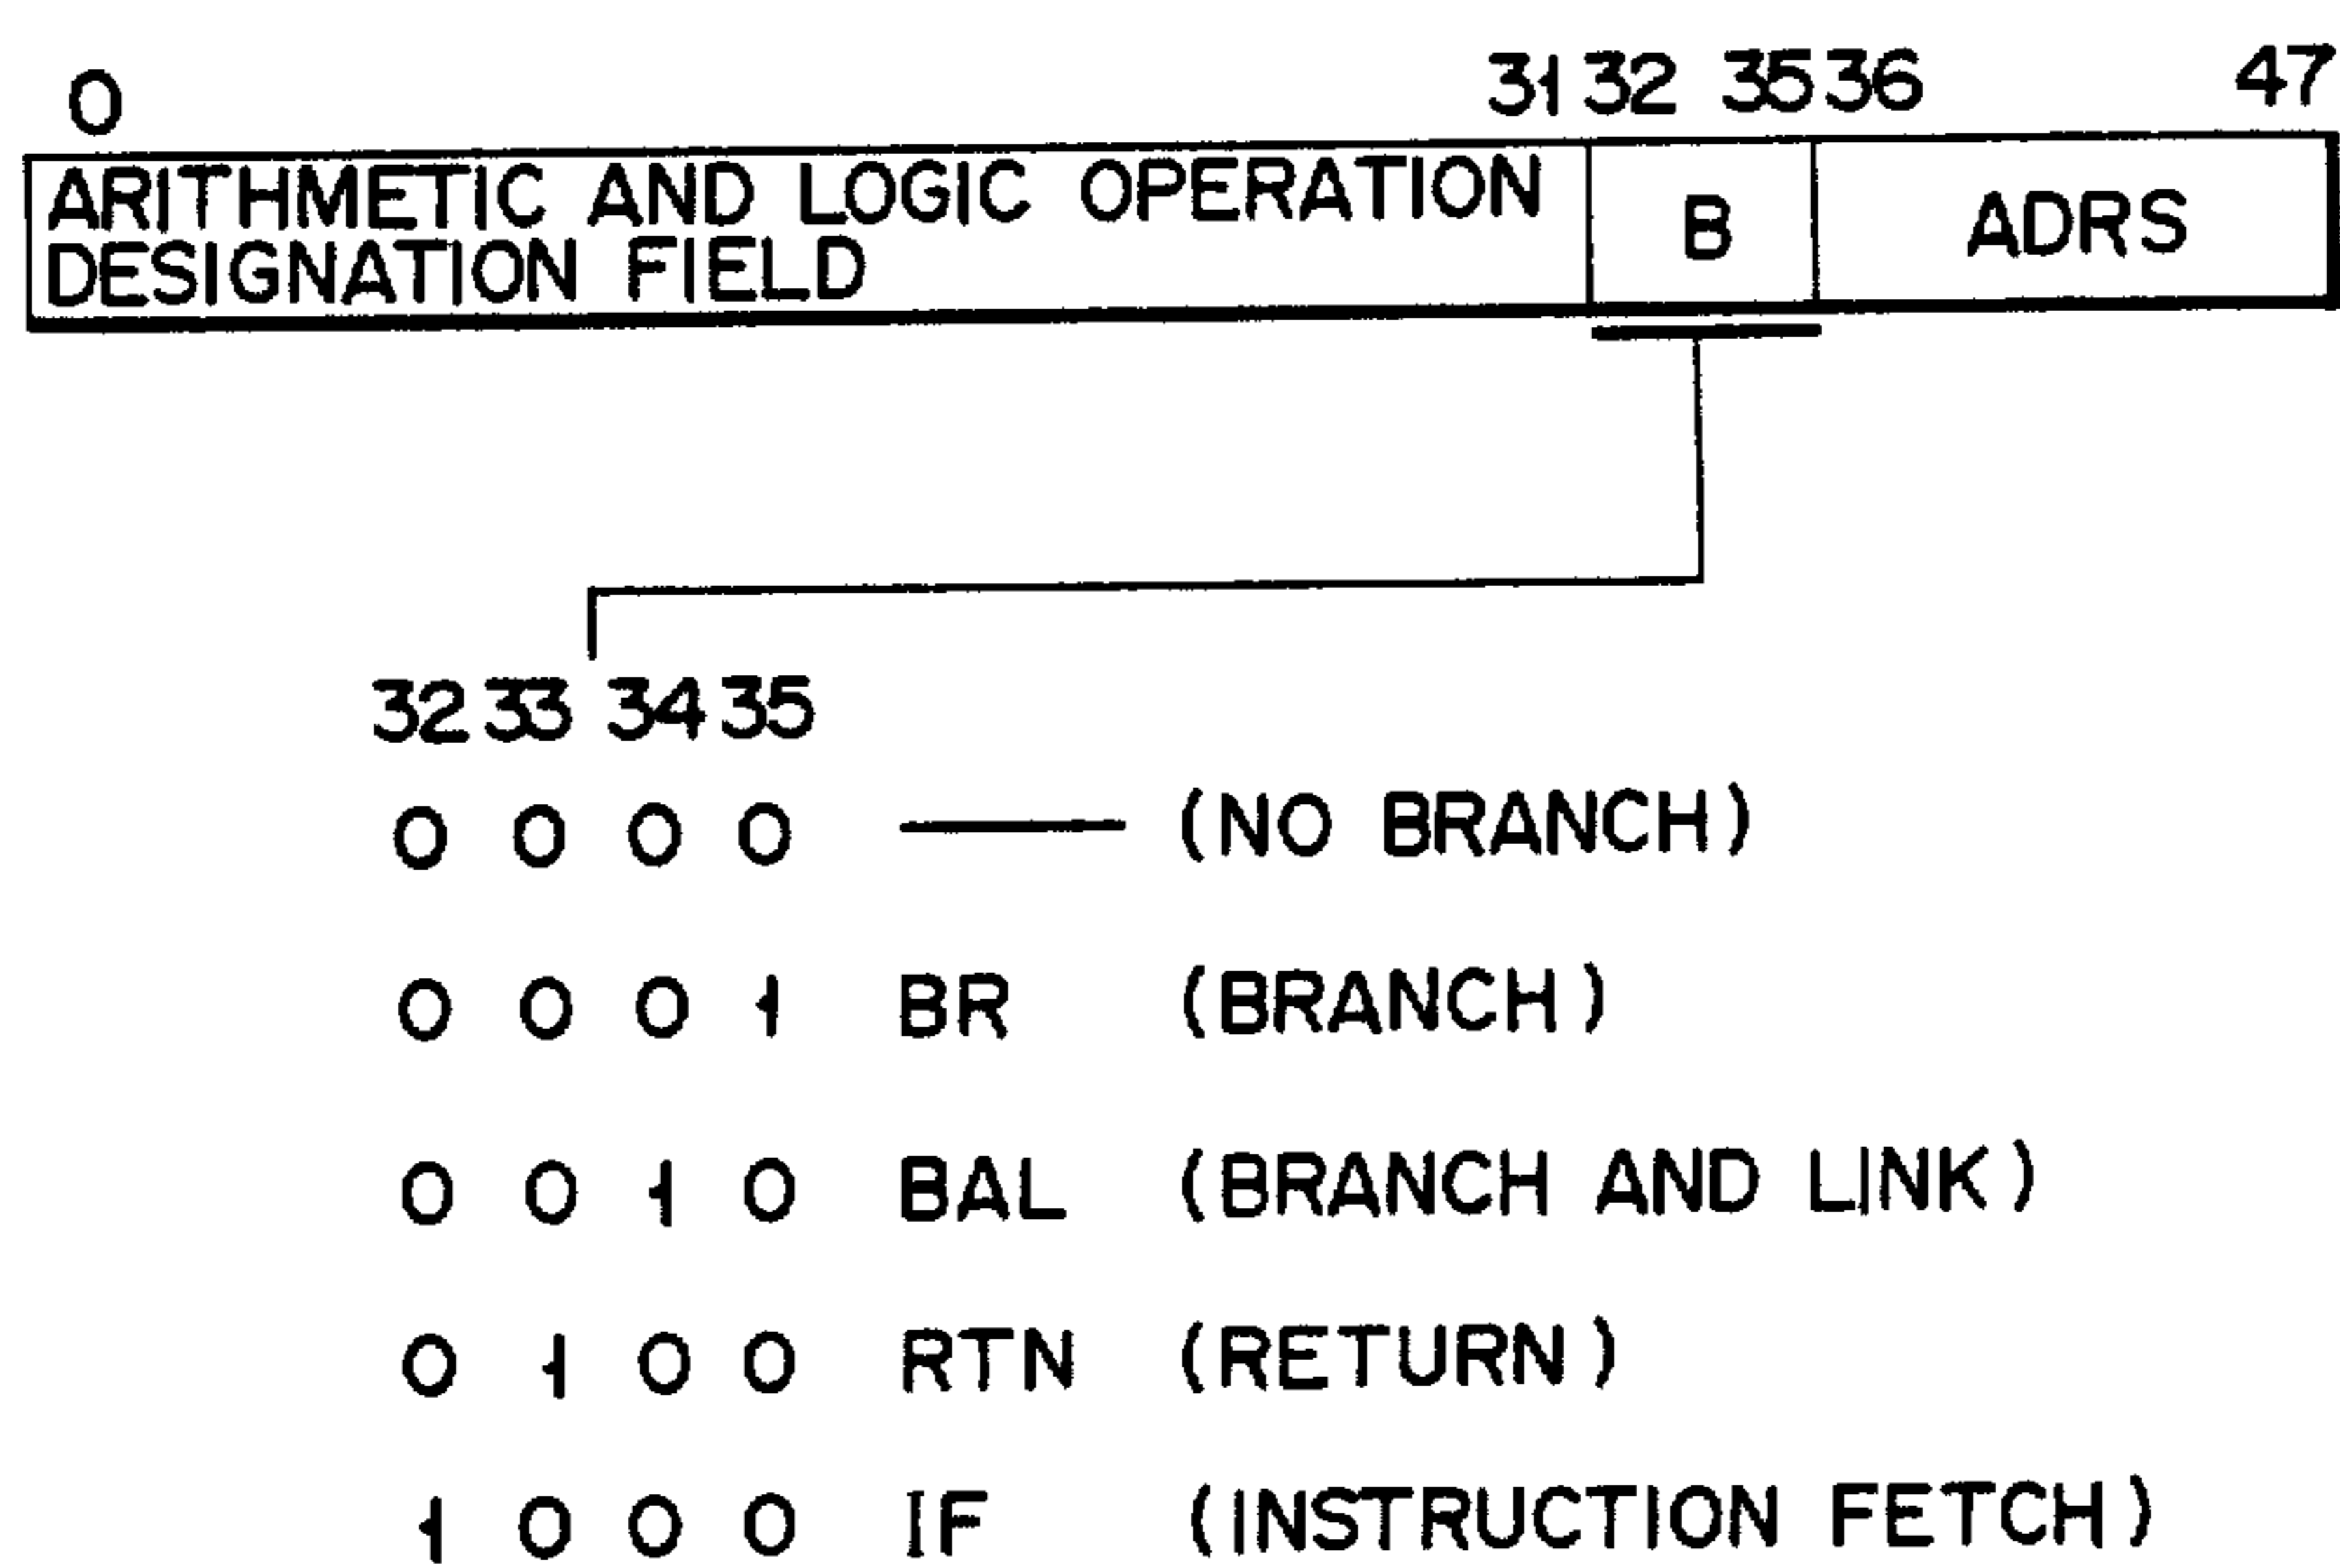 0 31 32 35 36 47
ARITHMETIC AND LOGIC OPERATION
DESIGNATION FIELD B ADRS
32 33 34 35
0 0 0 0 —— (NO BRANCH)
0 0 0 1 BR (BRANCH)
0 0 1 0 BAL (BRANCH AND LINK)
0 1 0 0 RTN (RETURN)
1 0 0 0 IF (INSTRUCTION FETCH)